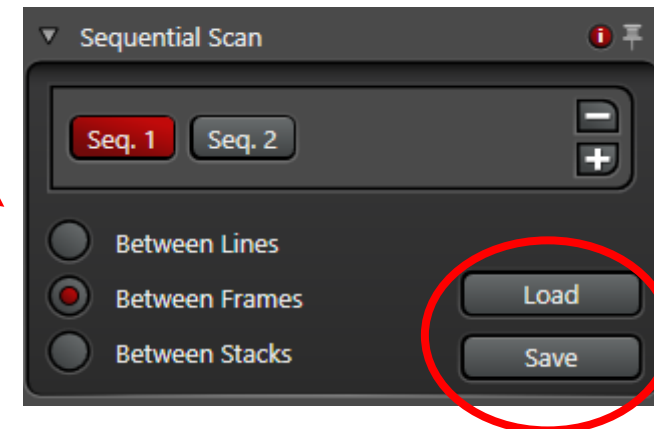 Sequential Scan
Seq. 1 Seq. 2
Between Lines
Between Frames
Load
Between Stacks
Save